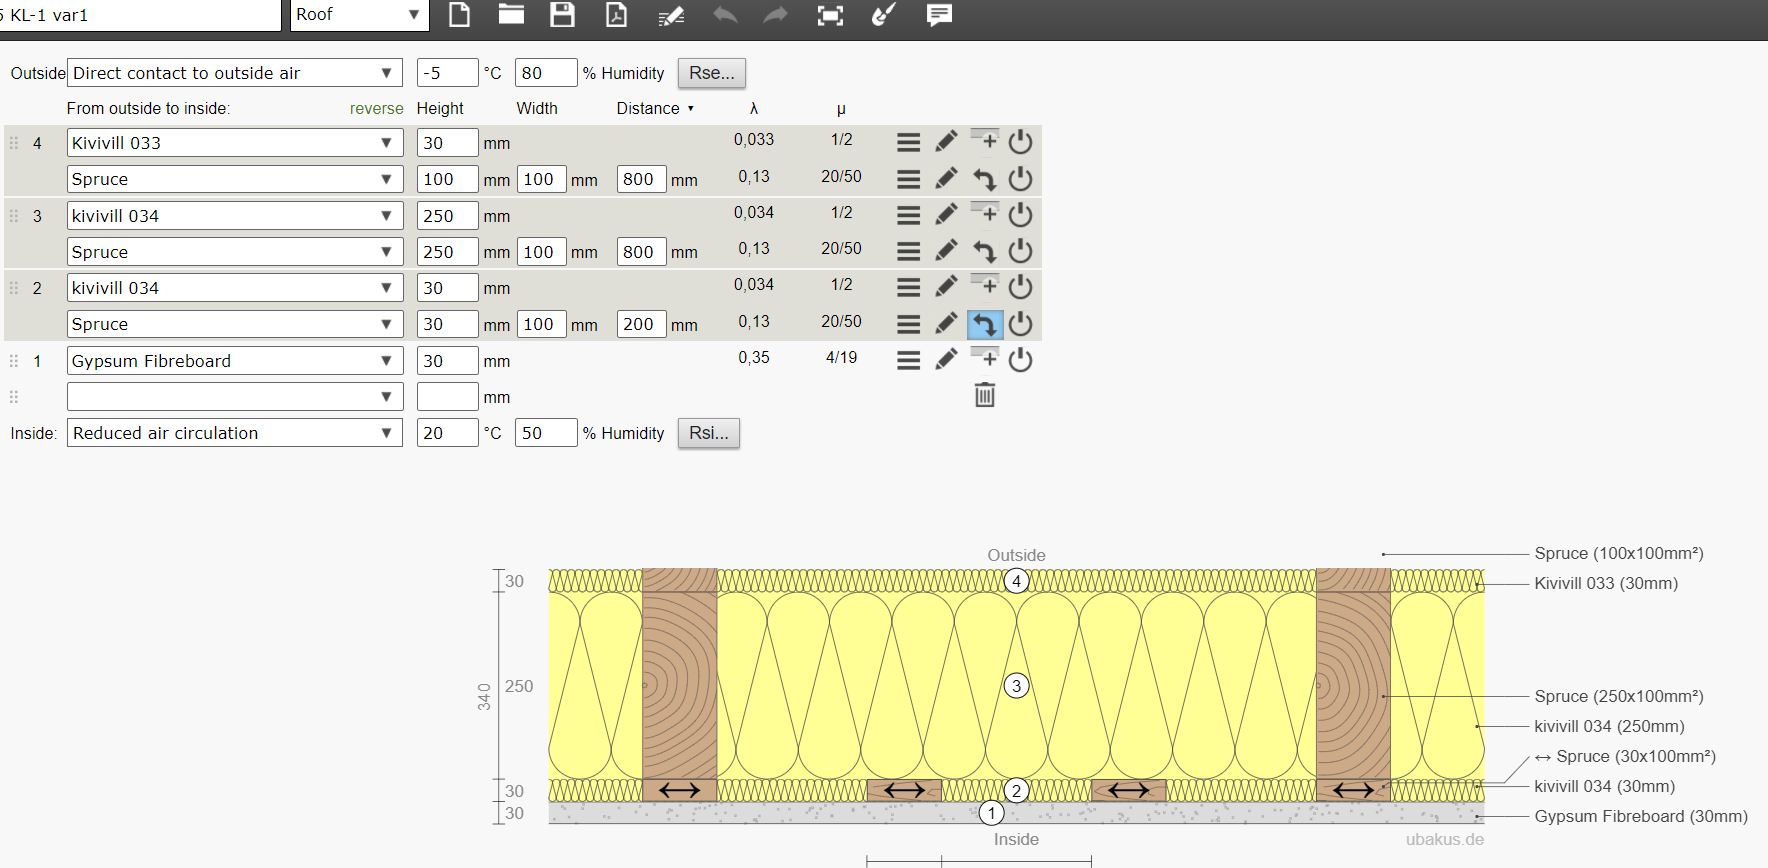 5 KL-1 var1 Roof
Outside Direct contact to outside air -5 °C 80 % Humidity Rse...
From outside to inside: reverse Height Width Distance λ μ
4 Kivivill 033 30 mm 0,033 1/2
Spruce 100 mm 100 mm 800 mm 0,13 20/50
3 kivivill 034 250 mm 0,034 1/2
Spruce 250 mm 100 mm 800 mm 0,13 20/50
2 kivivill 034 30 mm 0,034 1/2
Spruce 30 mm 100 mm 200 mm 0,13 20/50
1 Gypsum Fibreboard 30 mm 0,35 4/19
mm
Inside: Reduced air circulation 20 °C 50 % Humidity Rsi...
Outside
Spruce (100x100mm²)
30 4 Kivivill 033 (30mm)
340 250 3
Spruce (250x100mm²)
kivivill 034 (250mm)
↔ Spruce (30x100mm²)
30 2 kivivill 034 (30mm)
30 1 Gypsum Fibreboard (30mm)
Inside ubakus.de